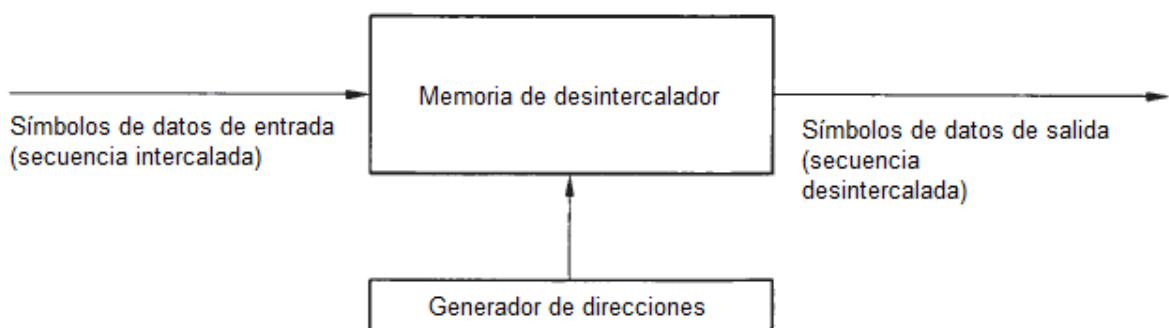 Memoria de desintercalador
Símbolos de datos de entrada
(secuencia intercalada)
Símbolos de datos de salida
(secuencia
desintercalada)
Generador de direcciones